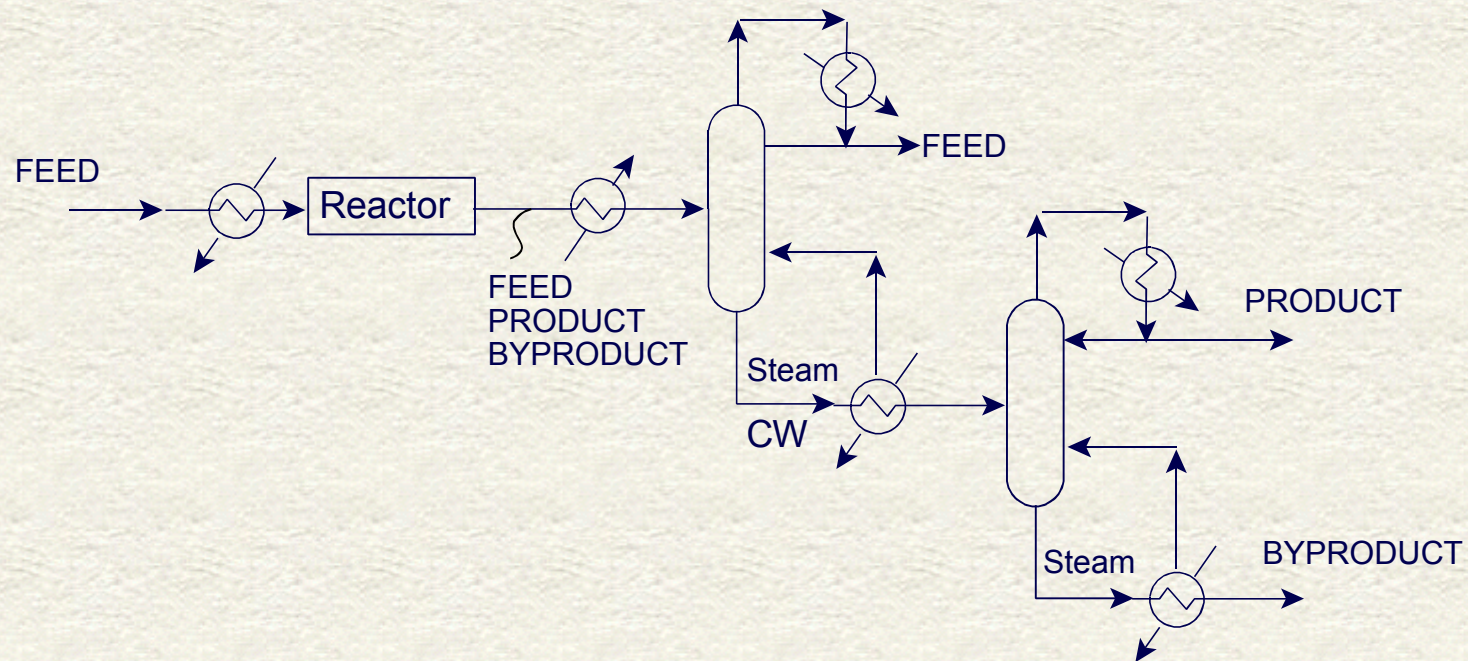 FEED
FEED
Reactor
FEED
PRODUCT
BYPRODUCT
PRODUCT
Steam
CW
BYPRODUCT
Steam